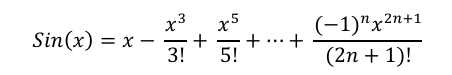 Sin(x) = x − x³/3! + x⁵/5! + ⋯ + (−1)ⁿx²ⁿ⁺¹/(2n + 1)!